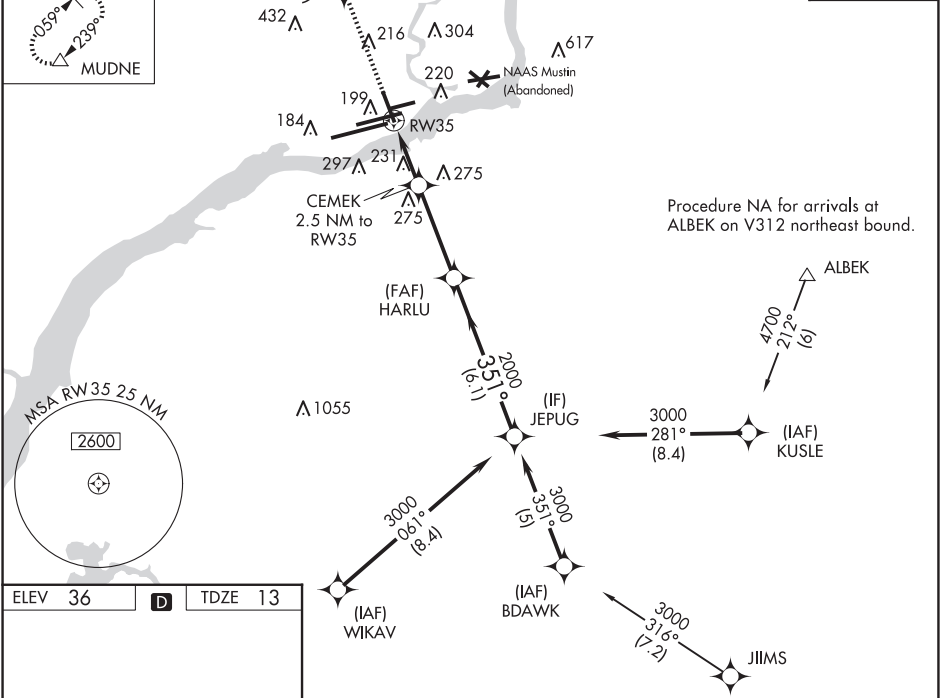 059°
239°
MUDNE
432
216
304
617
220
NAAS Mustin
(Abandoned)
199
184
RW35
297
231
275
275
CEMEK
2.5 NM to
RW35
Procedure NA for arrivals at
ALBEK on V312 northeast bound.
ALBEK
4700
212°
(6)
(FAF)
HARLU
2000
351°
(6.1)
(IF)
JEPUG
3000
281°
(8.4)
(IAF)
KUSLE
1055
MSA RW35 25 NM
2600
3000
061°
(8.4)
3000
351°
(5)
(IAF)
WIKAV
(IAF)
BDAWK
3000
316°
(7.2)
JIIMS
ELEV 36
D
TDZE 13